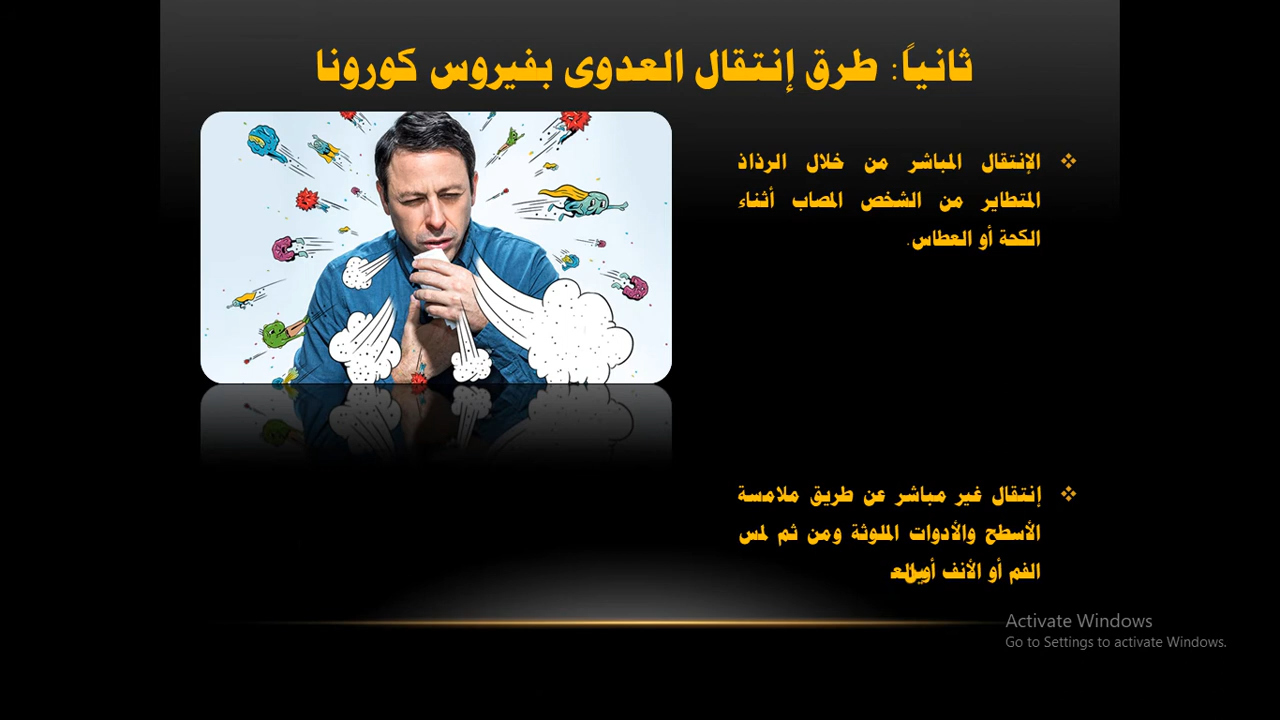 ثانياً: طرق إنتقال العدوى بفيروس كورونا
❖ الإنتقال المباشر من خلال الرذاذ
المتطاير من الشخص المصاب أثناء
الكحة أو العطاس.
❖ إنتقال غير مباشر عن طريق ملامسة
الأسطح والأدوات الملوثة ومن ثم لمس
الفم أو الأنف أو
Activate Windows
Go to Settings to activate Windows.